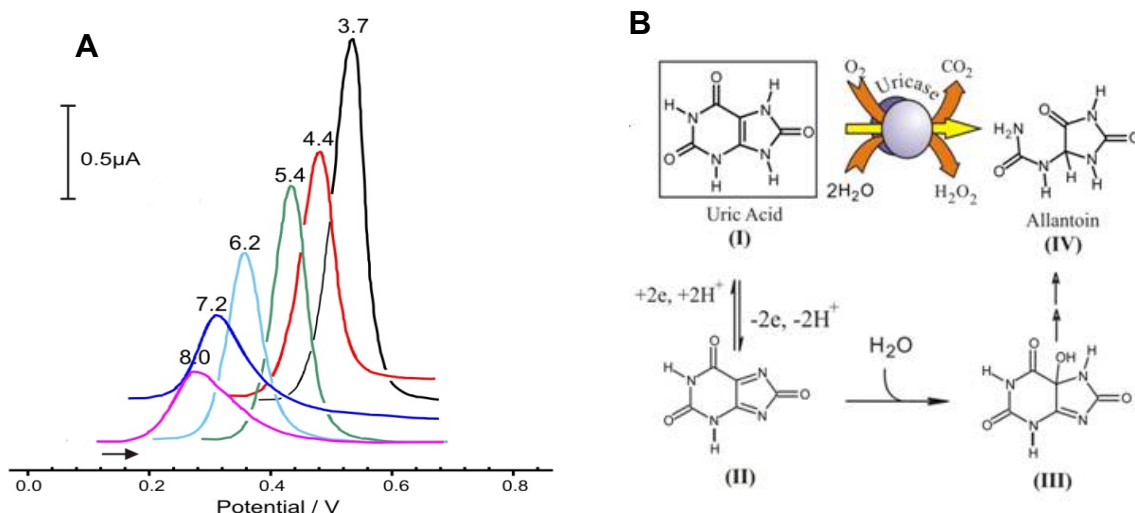 A
3.7
4.4
5.4
6.2
7.2
8.0
0.5µA
0.0 0.2 0.4 0.6 0.8
Potential / V
B
O
H
H
N
N
O
O
N
N
H
H
Uric Acid
(I)
O₂
CO₂
Uricase
2H₂O
H₂O₂
O
H
H₂N
N
O
O
N
N
H
H
H
Allantoin
(IV)
+2e, +2H⁺
-2e, -2H⁺
O
H
N
N
O
O
N
N
H
(II)
H₂O
O
OH
H
H
N
N
O
O
N
N
H
(III)